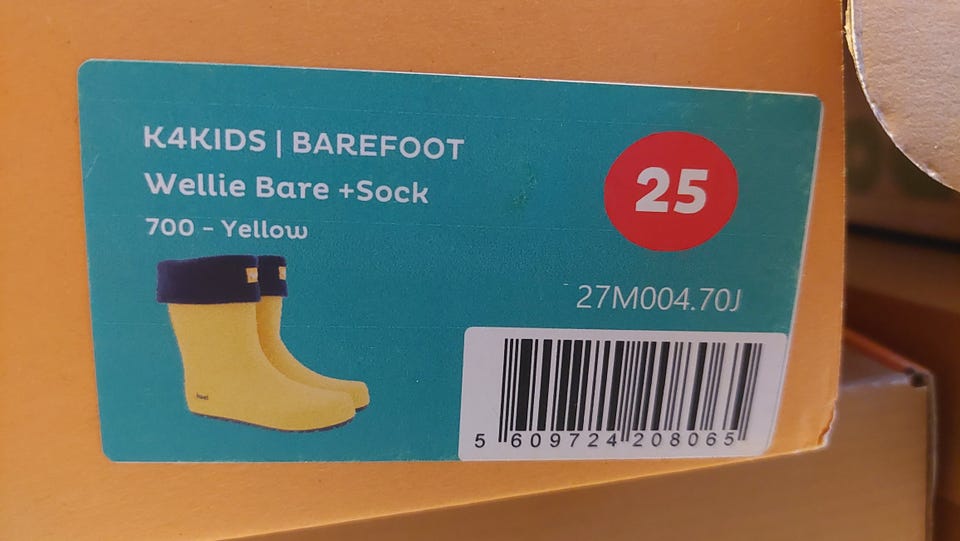 K4KIDS | BAREFOOT
Wellie Bare +Sock
700 - Yellow
25
27M004.70J
5 609724 208065